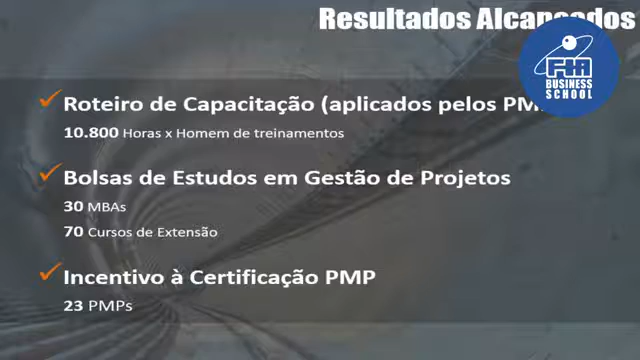 Resultados Alcançados
FIA
BUSINESS
SCHOOL
Roteiro de Capacitação (aplicados pelos
10.800 Horas x Homem de treinamentos
Bolsas de Estudos em Gestão de Projetos
30 MBAs
70 Cursos de Extensão
Incentivo à Certificação PMP
23 PMPs